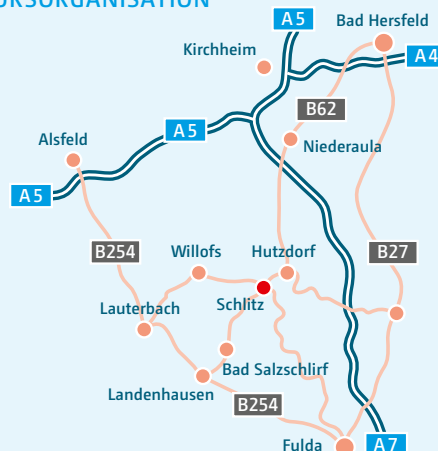 KURSORGANISATION
A5
Bad Hersfeld
Kirchheim
A4
B62
A5
Alsfeld
Niederaula
A5
B254
Willofs
Hutzdorf
B27
Lauterbach
Schlitz
Bad Salzschlirf
Landenhausen
B254
Fulda
A7